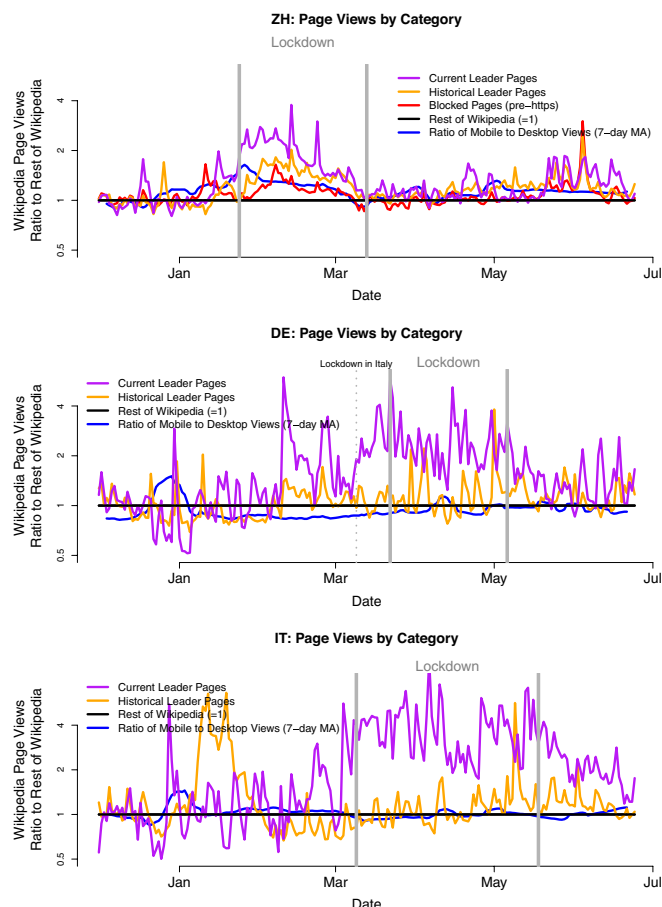 ZH: Page Views by Category
Lockdown
Current Leader Pages
Historical Leader Pages
Blocked Pages (pre−https)
Rest of Wikipedia (=1)
Ratio of Mobile to Desktop Views (7−day MA)
Wikipedia Page Views
Ratio to Rest of Wikipedia
4
2
1
0.5
Jan Mar May Jul
Date
DE: Page Views by Category
Lockdown in Italy Lockdown
Current Leader Pages
Historical Leader Pages
Rest of Wikipedia (=1)
Ratio of Mobile to Desktop Views (7−day MA)
Wikipedia Page Views
Ratio to Rest of Wikipedia
4
2
1
0.5
Jan Mar May Jul
Date
IT: Page Views by Category
Lockdown
Current Leader Pages
Historical Leader Pages
Rest of Wikipedia (=1)
Ratio of Mobile to Desktop Views (7−day MA)
Wikipedia Page Views
Ratio to Rest of Wikipedia
4
2
1
0.5
Jan Mar May Jul
Date